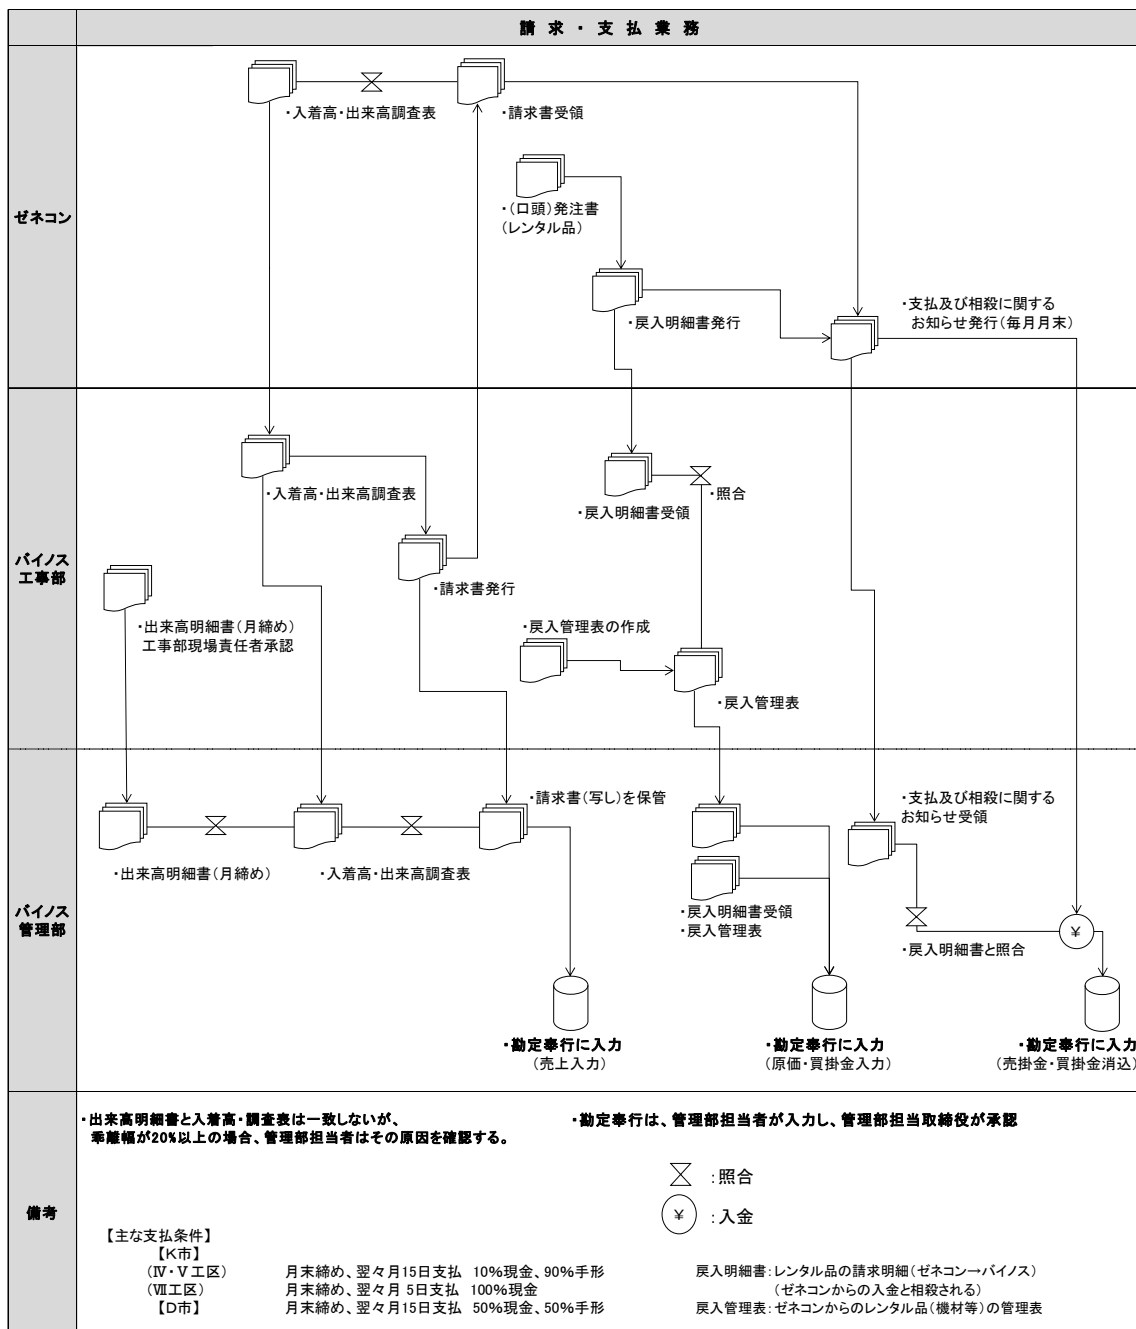 請 求 ・ 支 払 業 務
ゼネコン
・入着高・出来高調査表
・請求書受領
・(口頭)発注書
(レンタル品)
・戻入明細書発行
・支払及び相殺に関する
お知らせ発行(毎月月末)
バイノス
工事部
・入着高・出来高調査表
・戻入明細書受領
・照合
・請求書発行
・出来高明細書(月締め)
工事部現場責任者承認
・戻入管理表の作成
・戻入管理表
バイノス
管理部
・請求書(写し)を保管
・支払及び相殺に関する
お知らせ受領
・出来高明細書(月締め)
・入着高・出来高調査表
・戻入明細書受領
・戻入管理表
¥
・戻入明細書と照合
・勘定奉行に入力
(売上入力)
・勘定奉行に入力
(原価・買掛金入力)
・勘定奉行に入力
(売掛金・買掛金消込)
備考
・出来高明細書と入着高・調査表は一致しないが、
乖離幅が20%以上の場合、管理部担当者はその原因を確認する。
・勘定奉行は、管理部担当者が入力し、管理部担当取締役が承認
:照合
¥ :入金
【主な支払条件】
【K市】
(Ⅳ・Ⅴ工区) 月末締め、翌々月15日支払 10%現金、90%手形
(Ⅶ工区) 月末締め、翌々月 5日支払 100%現金
【D市】 月末締め、翌々月15日支払 50%現金、50%手形
戻入明細書:レンタル品の請求明細(ゼネコン→バイノス)
(ゼネコンからの入金と相殺される)
戻入管理表:ゼネコンからのレンタル品(機材等)の管理表